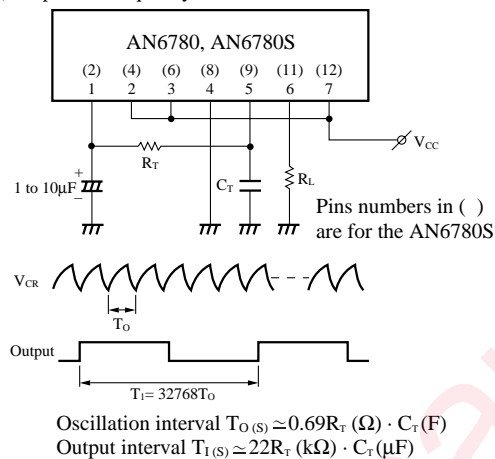 AN6780, AN6780S
(2) (4) (6) (8) (9) (11) (12)
1 2 3 4 5 6 7
VCC
RT
+
1 to 10μF
−
CT
RL
Pins numbers in ( )
are for the AN6780S
VCR
TO
Output
T1= 32768TO
Oscillation interval TO (S) ≃0.69RT (Ω) · CT (F)
Output interval TI (S) ≃22RT (kΩ) · CT (μF)